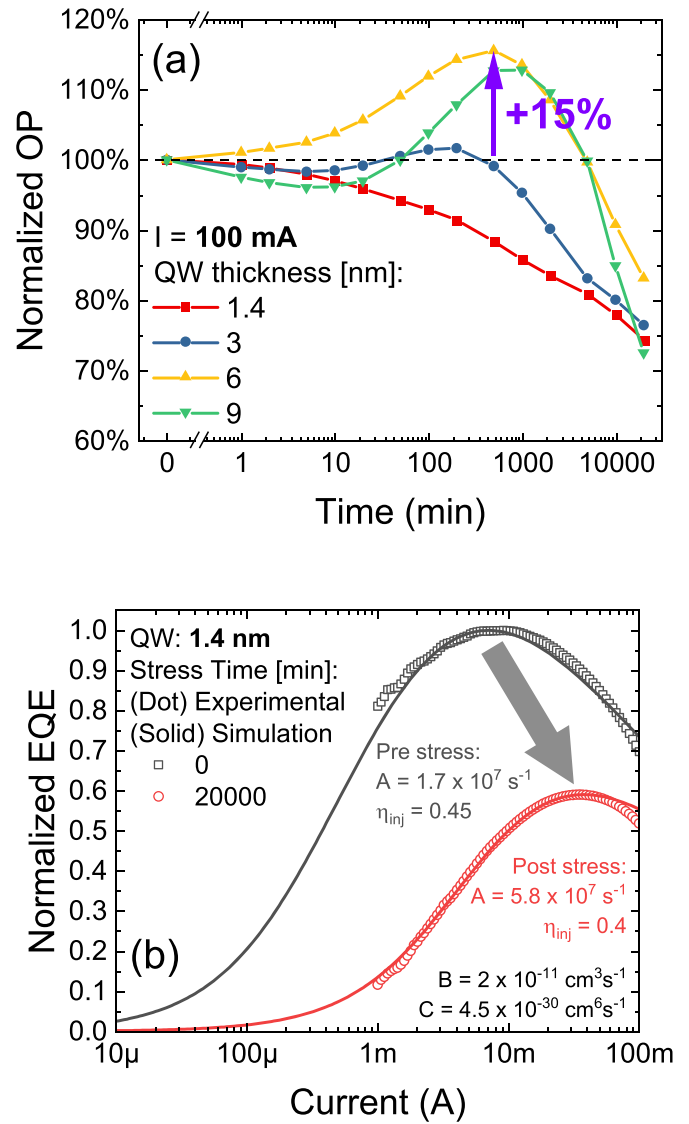 120%
110%
100%
90%
80%
70%
60%
Normalized OP
(a)
+15%
I = 100 mA
QW thickness [nm]:
1.4
3
6
9
0 1 10 100 1000 10000
Time (min)
1.0
0.9
0.8
0.7
0.6
0.5
0.4
0.3
0.2
0.1
0.0
Normalized EQE
QW: 1.4 nm
Stress Time [min]:
(Dot) Experimental
(Solid) Simulation
0
20000
Pre stress:
A = 1.7 x 10⁷ s⁻¹
ηinj = 0.45
Post stress:
A = 5.8 x 10⁷ s⁻¹
ηinj = 0.4
(b)
B = 2 x 10⁻¹¹ cm³s⁻¹
C = 4.5 x 10⁻³⁰ cm⁶s⁻¹
10µ 100µ 1m 10m 100m
Current (A)